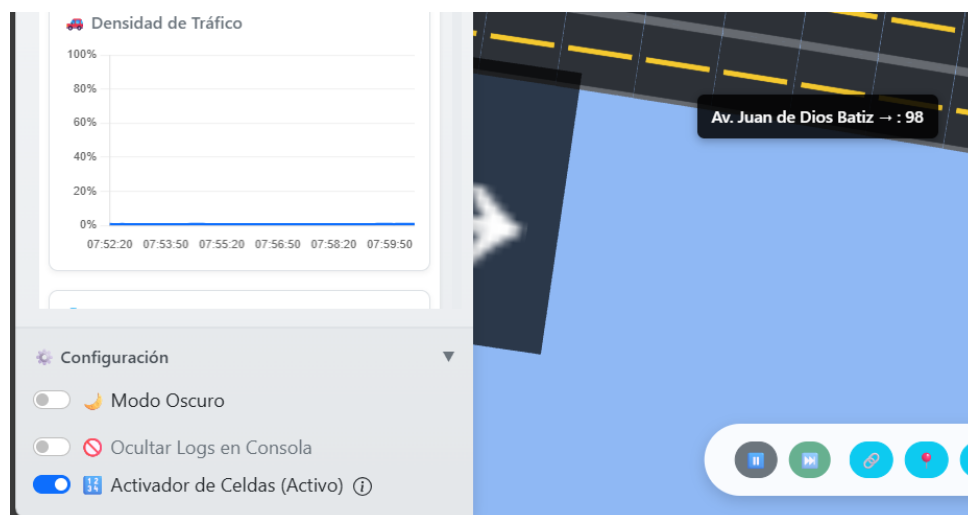 Densidad de Tráfico
100%
80%
60%
40%
20%
0%
07:52:20 07:53:50 07:55:20 07:56:50 07:58:20 07:59:50
Configuración
Modo Oscuro
Ocultar Logs en Consola
Activador de Celdas (Activo)
Av. Juan de Dios Batiz → : 98